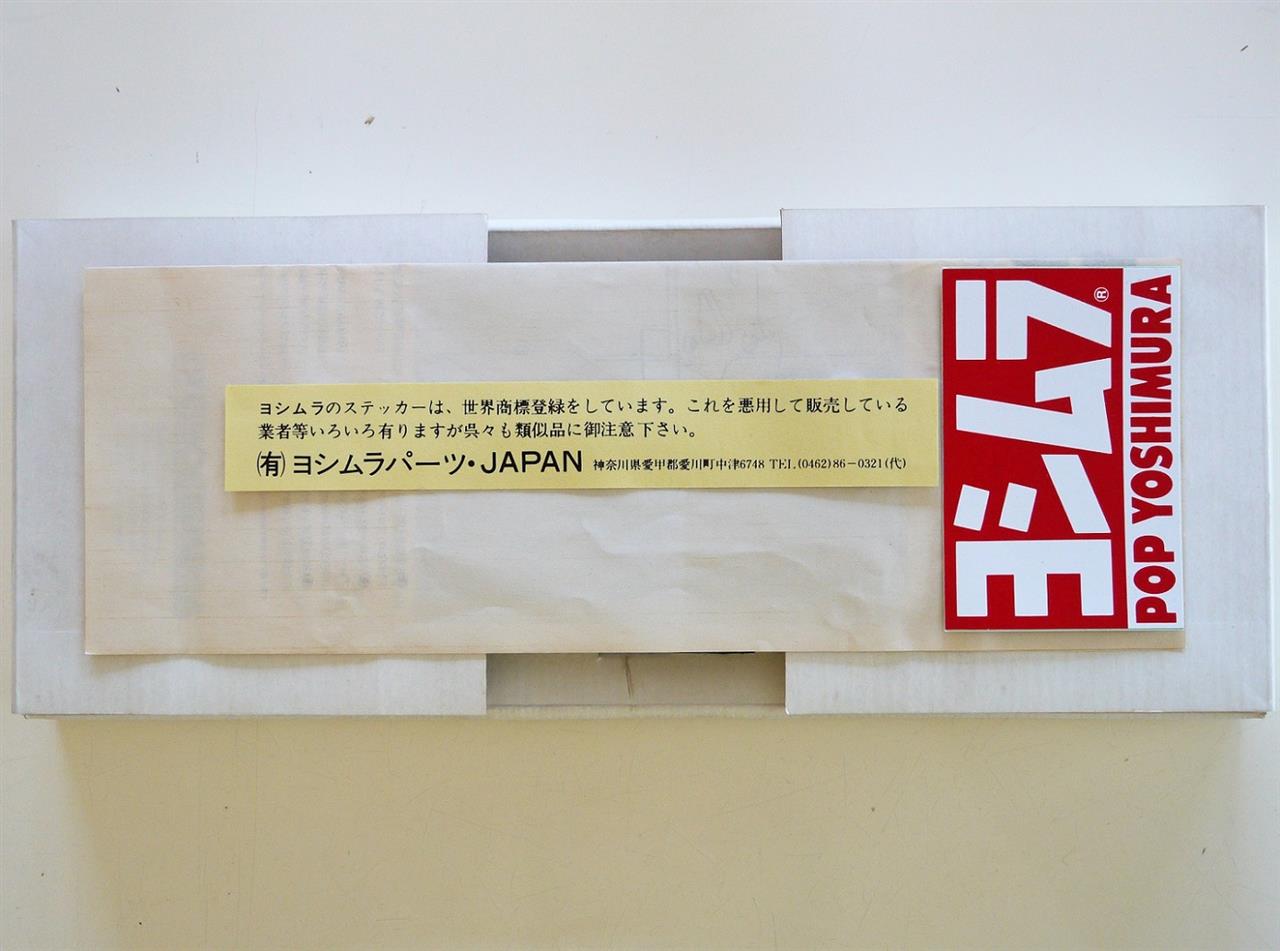 ヨシムラのステッカーは、世界商標登録をしています。これを悪用して販売している
業者等いろいろ有りますが呉々も類似品に御注意下さい。
㈲ヨシムラパーツ・JAPAN 神奈川県愛甲郡愛川町中津6748 TEL(0462)86-0321(代)
ヨシムラ®
POP YOSHIMURA